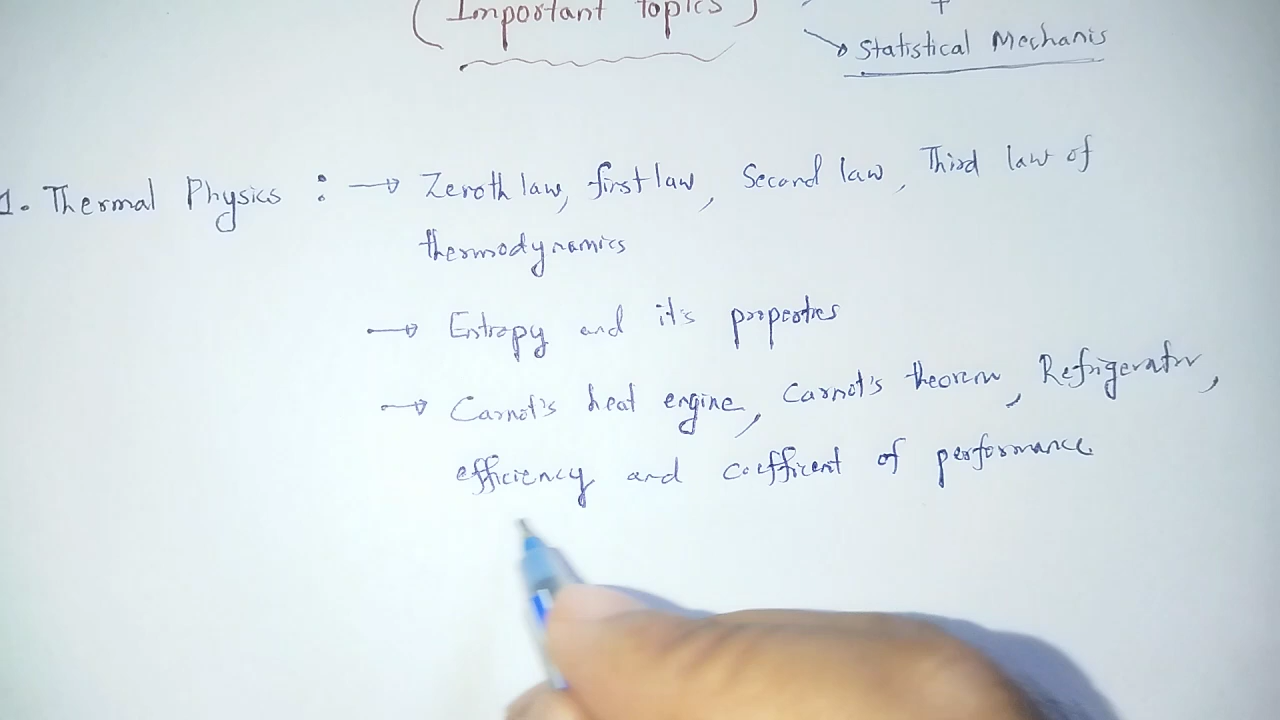 (Important Topics)
+
→ Statistical Mechanis
1. Thermal Physics : → Zeroth law, first law, Second law, Third law of
thermodynamics
→ Entropy and it's properties
→ Carnot's heat engine, Carnot's theorem, Refrigerator,
efficiency and coefficent of performance